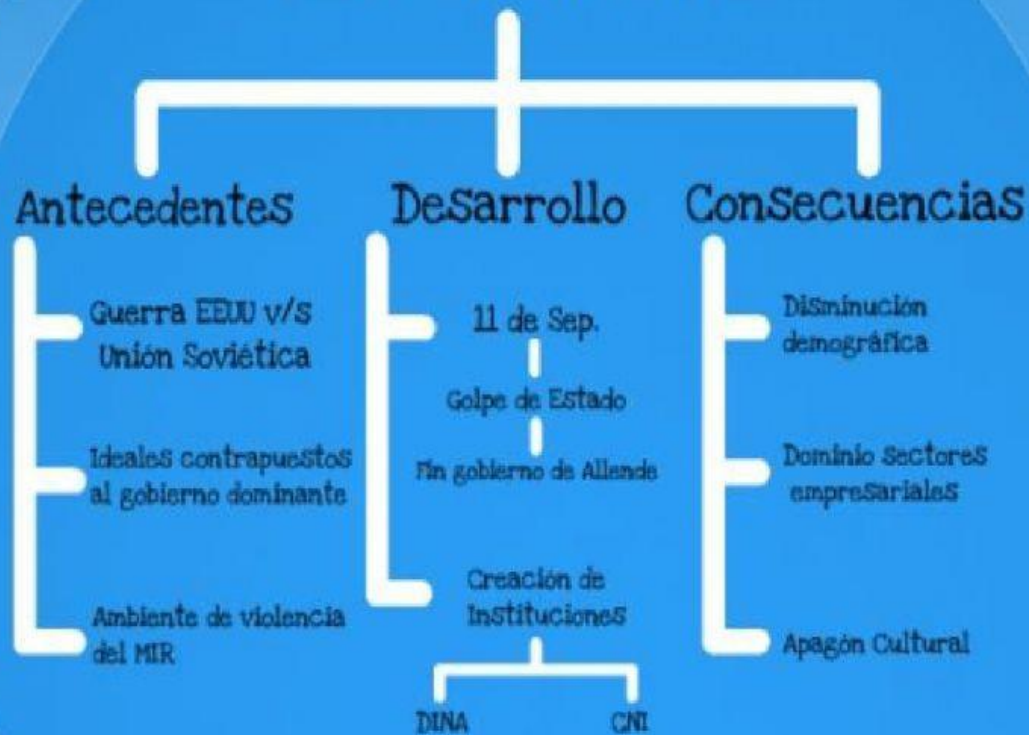 Antecedentes
Guerra EEUU v/s
Unión Soviética
Ideales contrapuestos
al gobierno dominante
Ambiente de violencia
del MIR
Desarrollo
11 de Sep.
Golpe de Estado
Fin gobierno de Allende
Creación de
Instituciones
DINA
CNI
Consecuencias
Disminución
demográfica
Dominio sectores
empresariales
Apagón Cultural